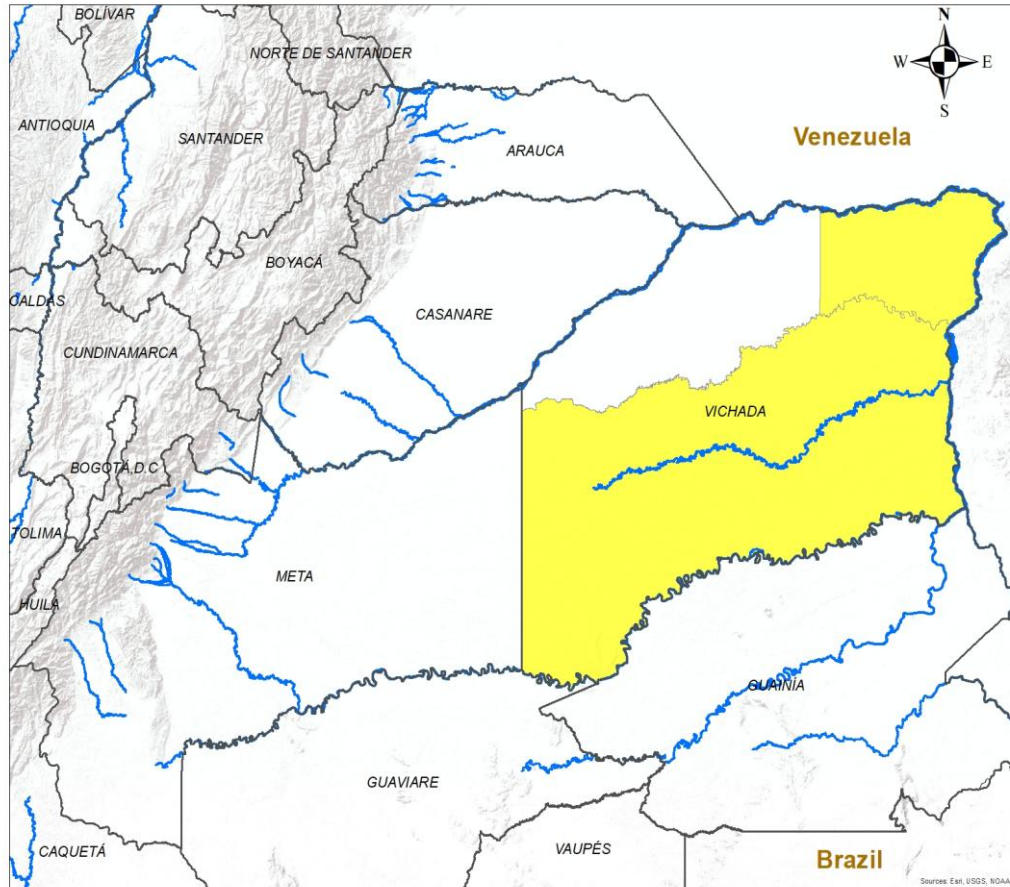 BOLÍVAR
N
NORTE DE SANTANDER
W
E
S
ANTIOQUIA
SANTANDER
ARAUCA
Venezuela
BOYACÁ
CALDAS
CASANARE
CUNDINAMARCA
VICHADA
BOGOTÁ,D.C
TOLIMA
META
HUILA
GUAINÍA
GUAVIARE
CAQUETÁ
VAUPÉS
Brazil
Sources: Esri, USGS, NOAA